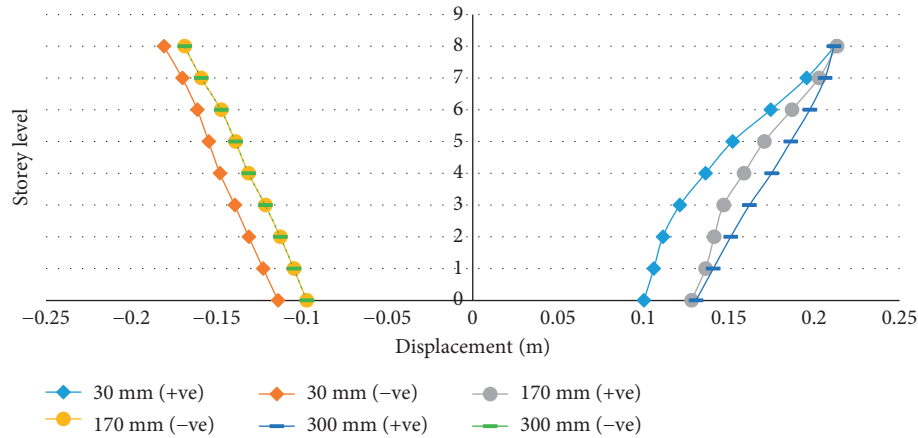 9
8
7
6
5
4
3
2
1
0
Storey level
−0.25 −0.2 −0.15 −0.1 −0.05 0 0.05 0.1 0.15 0.2 0.25
Displacement (m)
30 mm (+ve) 30 mm (−ve) 170 mm (+ve)
170 mm (−ve) 300 mm (+ve) 300 mm (−ve)